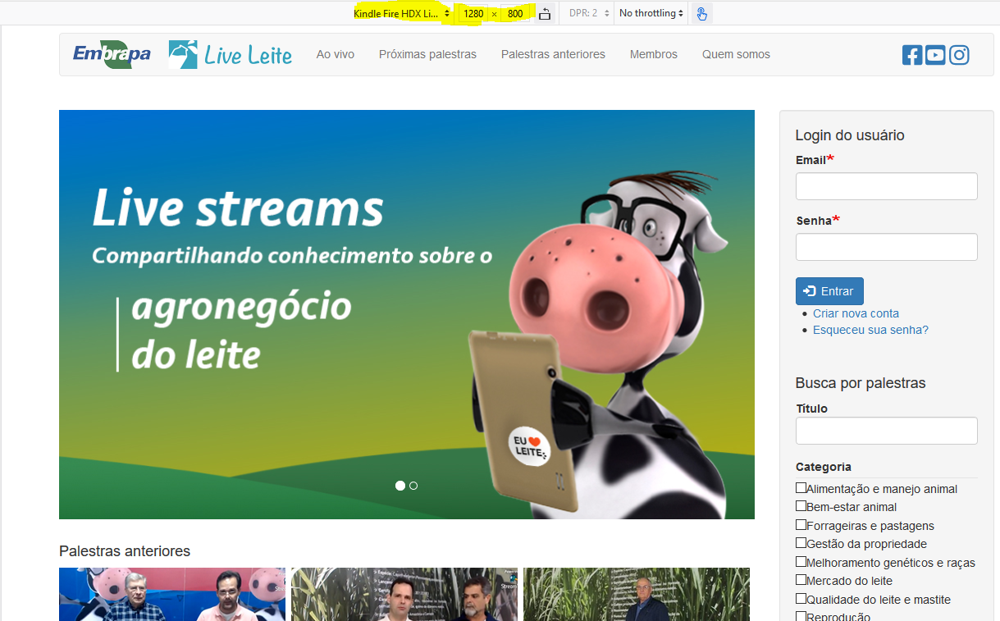 Kindle Fire HDX Li... 1280 × 800 DPR: 2 No throttling
Embrapa Live Leite Ao vivo Próximas palestras Palestras anteriores Membros Quem somos
Live streams
Compartilhando conhecimento sobre o
agronegócio
do leite
EU
LEITE
Palestras anteriores
Login do usuário
Email*
Senha*
Entrar
Criar nova conta
Esqueceu sua senha?
Busca por palestras
Título
Categoria
Alimentação e manejo animal
Bem-estar animal
Forrageiras e pastagens
Gestão da propriedade
Melhoramento genéticos e raças
Mercado do leite
Qualidade do leite e mastite
Reprodução